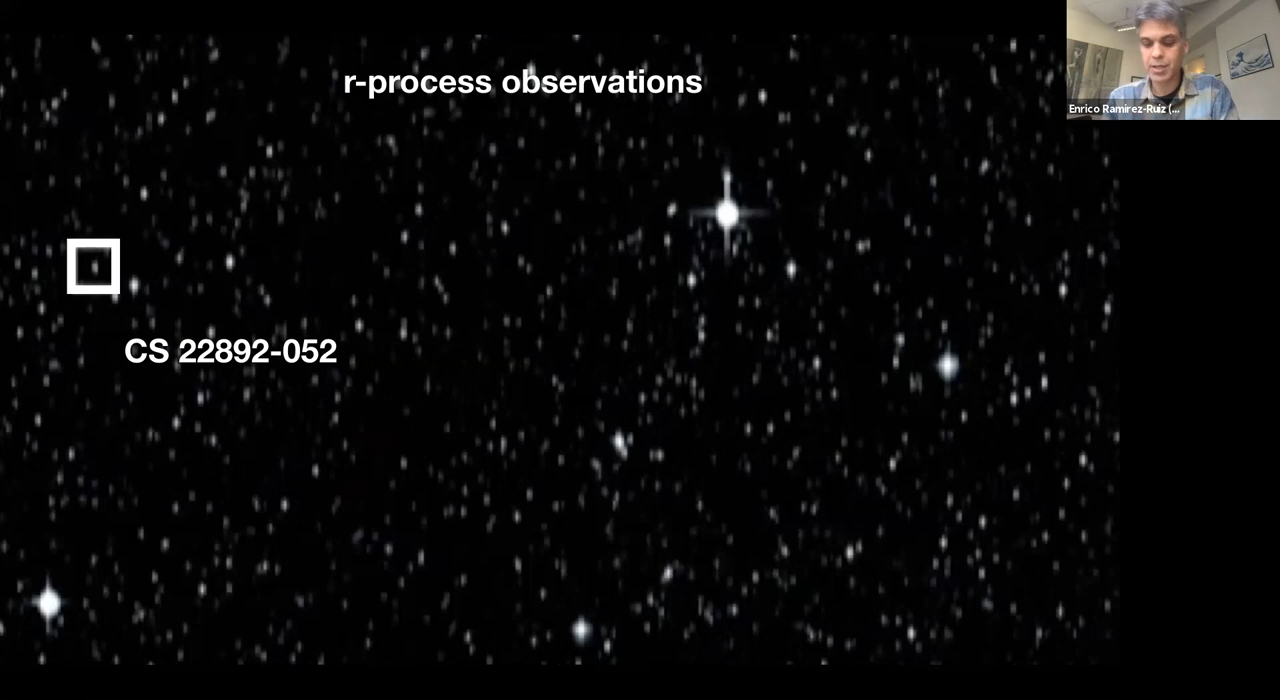 r-process observations
Enrico Ramirez-Ruiz (...
CS 22892-052